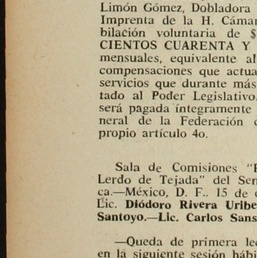 Limón Gómez, Dobladora
Imprenta de la H. Cámar
bilación voluntaria de $
CIENTOS CUARENTA Y
mensuales, equivalente al
compensaciones que actua
servicios que durante más
tado al Poder Legislativo,
será pagada íntegramente
neral de la Federación c
propio artículo 4o.
Sala de Comisiones "F
Lerdo de Tejada" del Sen
ca.—México, D. F., 15 de
Lic. Diódoro Rivera Uribe
Santoyo.—Lic. Carlos Sans
—Queda de primera lec
en la siguiente sesión hábi